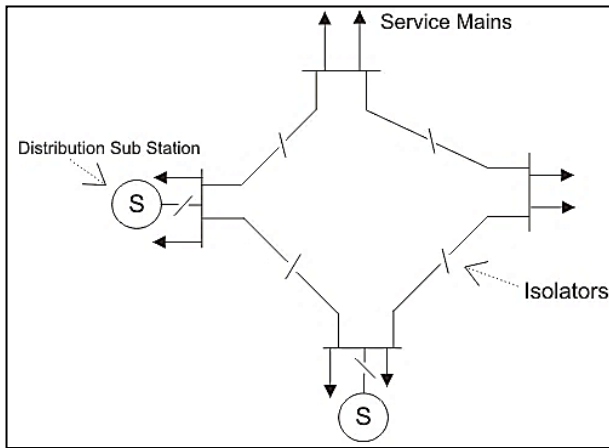 Service Mains
Distribution Sub Station
S
Isolators
S